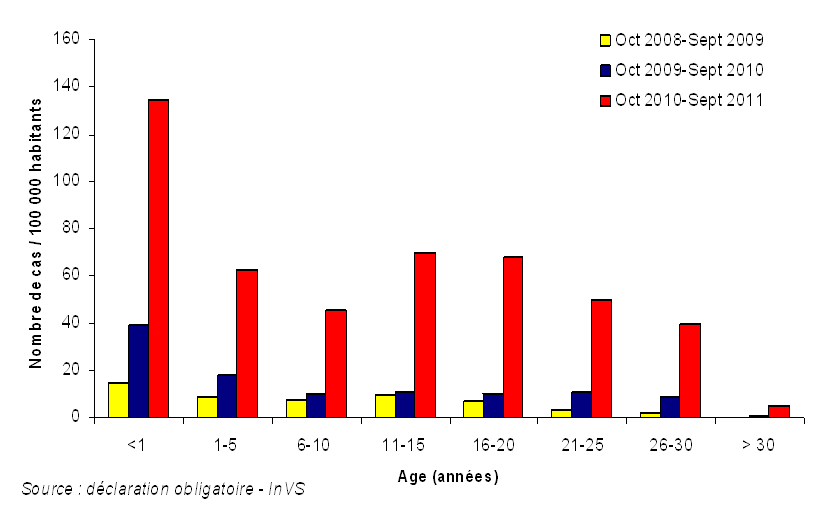 160
140
120
100
80
60
40
20
0
Nombre de cas / 100 000 habitants
Oct 2008-Sept 2009
Oct 2009-Sept 2010
Oct 2010-Sept 2011
<1 1-5 6-10 11-15 16-20 21-25 26-30 > 30
Age (années)
Source : déclaration obligatoire - InVS